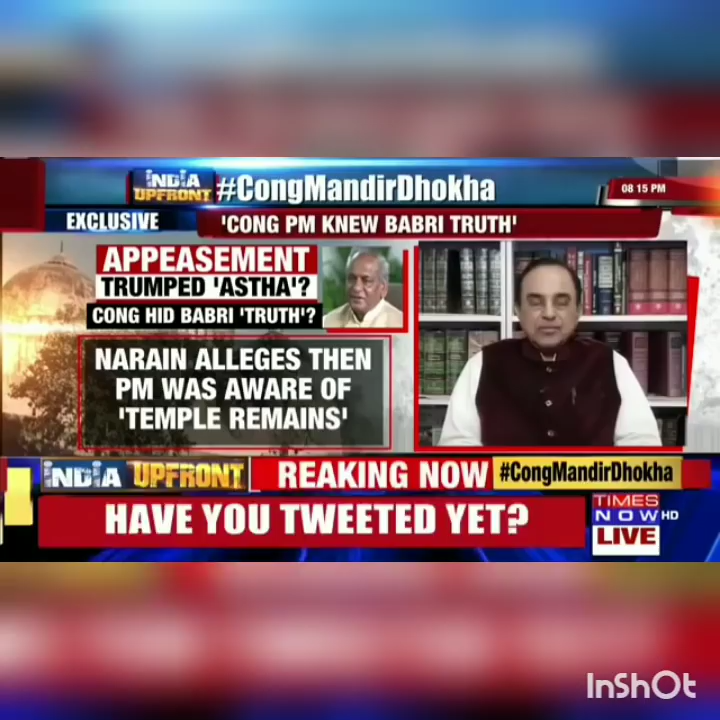 INDIA
UPFRONT
#CongMandirDhokha
08:15 PM
EXCLUSIVE
'CONG PM KNEW BABRI TRUTH'
APPEASEMENT
TRUMPED 'ASTHA'?
CONG HID BABRI 'TRUTH'?
NARAIN ALLEGES THEN
PM WAS AWARE OF
'TEMPLE REMAINS'
INDIA UPFRONT
REAKING NOW
#CongMandirDhokha
HAVE YOU TWEETED YET?
TIMES
NOW HD
LIVE
InShOt